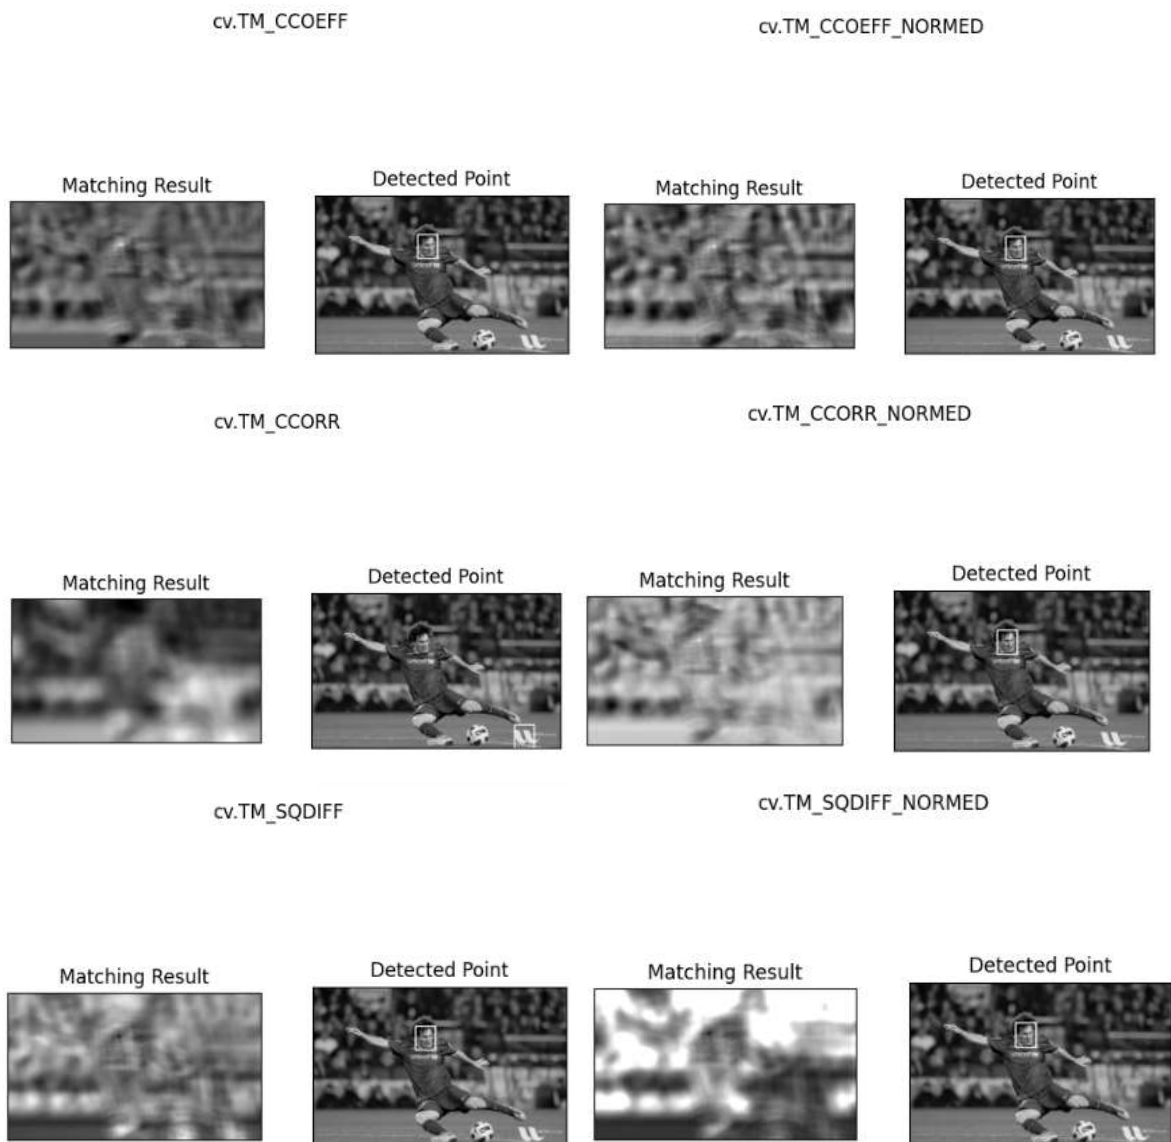 cv.TM_CCOEFF
cv.TM_CCOEFF_NORMED
Matching Result
Detected Point
Matching Result
Detected Point
cv.TM_CCORR
cv.TM_CCORR_NORMED
Matching Result
Detected Point
Matching Result
Detected Point
cv.TM_SQDIFF
cv.TM_SQDIFF_NORMED
Matching Result
Detected Point
Matching Result
Detected Point